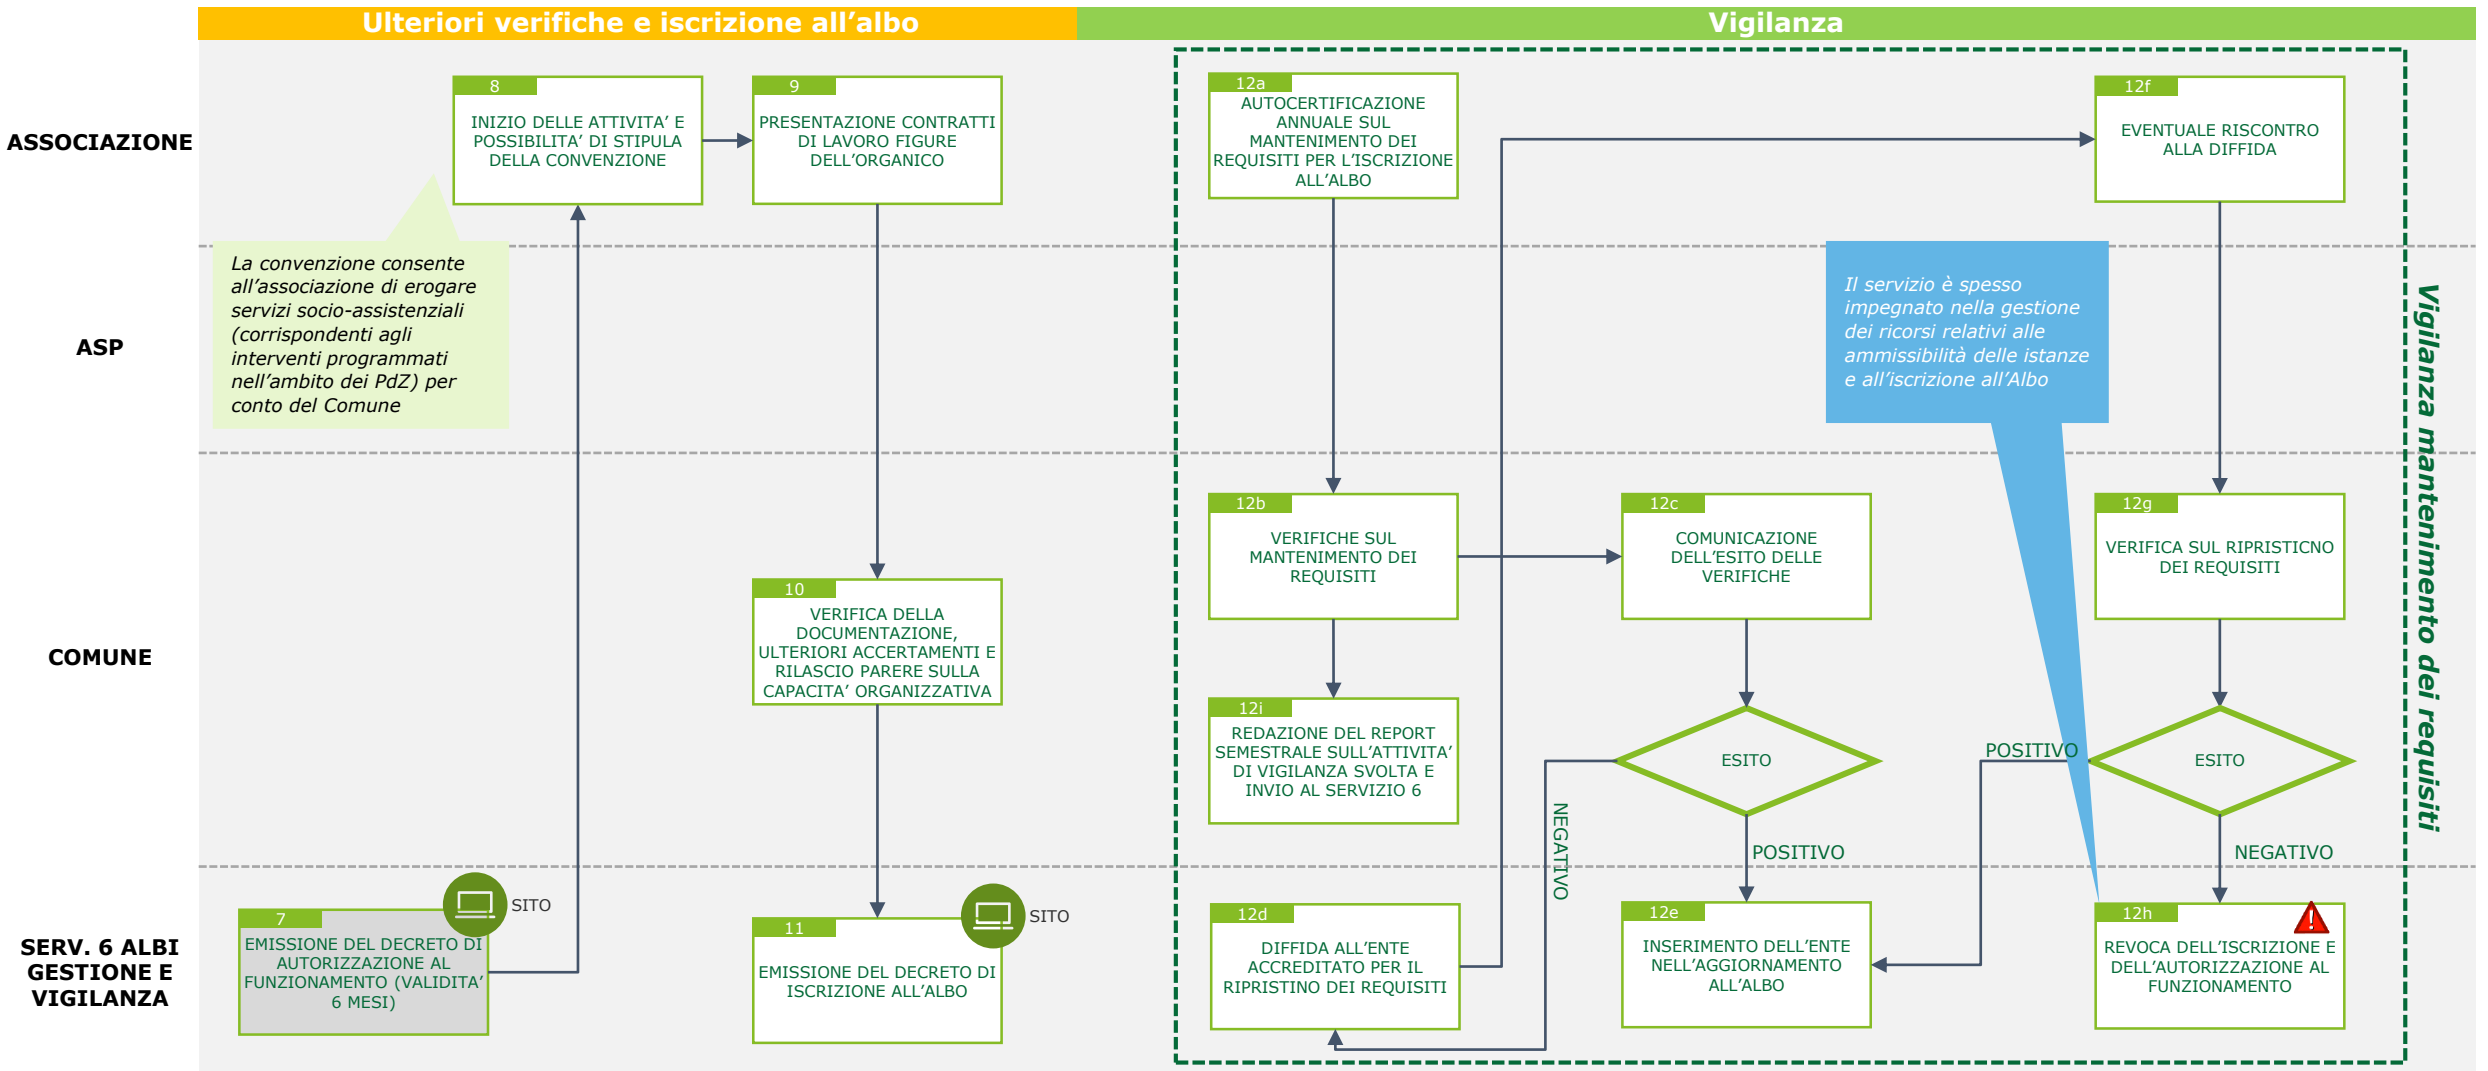 Ulteriori verifiche e iscrizione all’albo
Vigilanza
ASSOCIAZIONE
8
INIZIO DELLE ATTIVITA’ E
POSSIBILITA’ DI STIPULA
DELLA CONVENZIONE
9
PRESENTAZIONE CONTRATTI
DI LAVORO FIGURE
DELL’ORGANICO
12a
AUTOCERTIFICAZIONE
ANNUALE SUL
MANTENIMENTO DEI
REQUISITI PER L’ISCRIZIONE
ALL’ALBO
12f
EVENTUALE RISCONTRO
ALLA DIFFIDA
ASP
La convenzione consente
all’associazione di erogare
servizi socio-assistenziali
(corrispondenti agli
interventi programmati
nell’ambito dei PdZ) per
conto del Comune
Il servizio è spesso
impegnato nella gestione
dei ricorsi relativi alle
ammissibilità delle istanze
e all’iscrizione all’Albo
Vigilanza mantenimento dei requisiti
COMUNE
10
VERIFICA DELLA
DOCUMENTAZIONE,
ULTERIORI ACCERTAMENTI E
RILASCIO PARERE SULLA
CAPACITA’ ORGANIZZATIVA
12b
VERIFICHE SUL
MANTENIMENTO DEI
REQUISITI
12c
COMUNICAZIONE
DELL’ESITO DELLE
VERIFICHE
12g
VERIFICA SUL RIPRISTICNO
DEI REQUISITI
12i
REDAZIONE DEL REPORT
SEMESTRALE SULL’ATTIVITA’
DI VIGILANZA SVOLTA E
INVIO AL SERVIZIO 6
ESITO
POSITIVO
ESITO
NEGATIVO
POSITIVO
NEGATIVO
SERV. 6 ALBI
GESTIONE E
VIGILANZA
7
SITO
EMISSIONE DEL DECRETO DI
AUTORIZZAZIONE AL
FUNZIONAMENTO (VALIDITA’
6 MESI)
11
SITO
EMISSIONE DEL DECRETO DI
ISCRIZIONE ALL’ALBO
12d
DIFFIDA ALL’ENTE
ACCREDITATO PER IL
RIPRISTINO DEI REQUISITI
12e
INSERIMENTO DELL’ENTE
NELL’AGGIORNAMENTO
ALL’ALBO
12h
!
REVOCA DELL’ISCRIZIONE E
DELL’AUTORIZZAZIONE AL
FUNZIONAMENTO